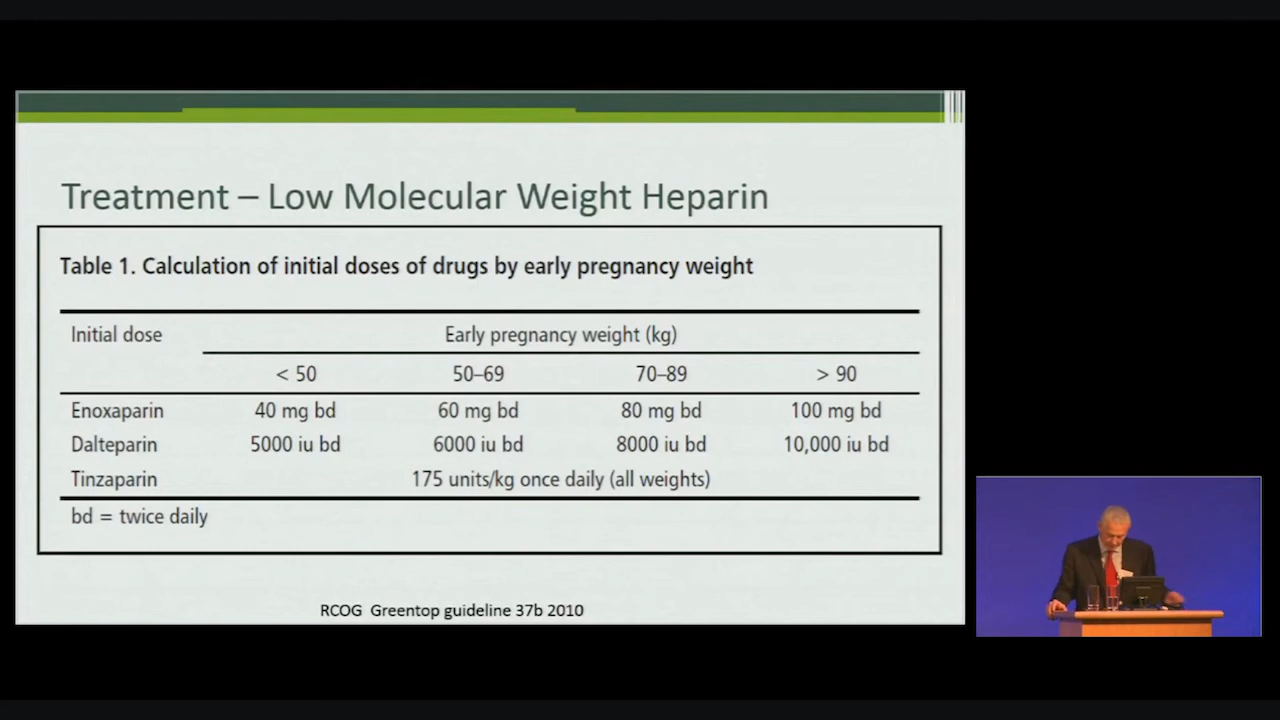 Treatment – Low Molecular Weight Heparin
Table 1. Calculation of initial doses of drugs by early pregnancy weight
Initial dose Early pregnancy weight (kg)
< 50 50–69 70–89 > 90
Enoxaparin 40 mg bd 60 mg bd 80 mg bd 100 mg bd
Dalteparin 5000 iu bd 6000 iu bd 8000 iu bd 10,000 iu bd
Tinzaparin 175 units/kg once daily (all weights)
bd = twice daily
RCOG Greentop guideline 37b 2010